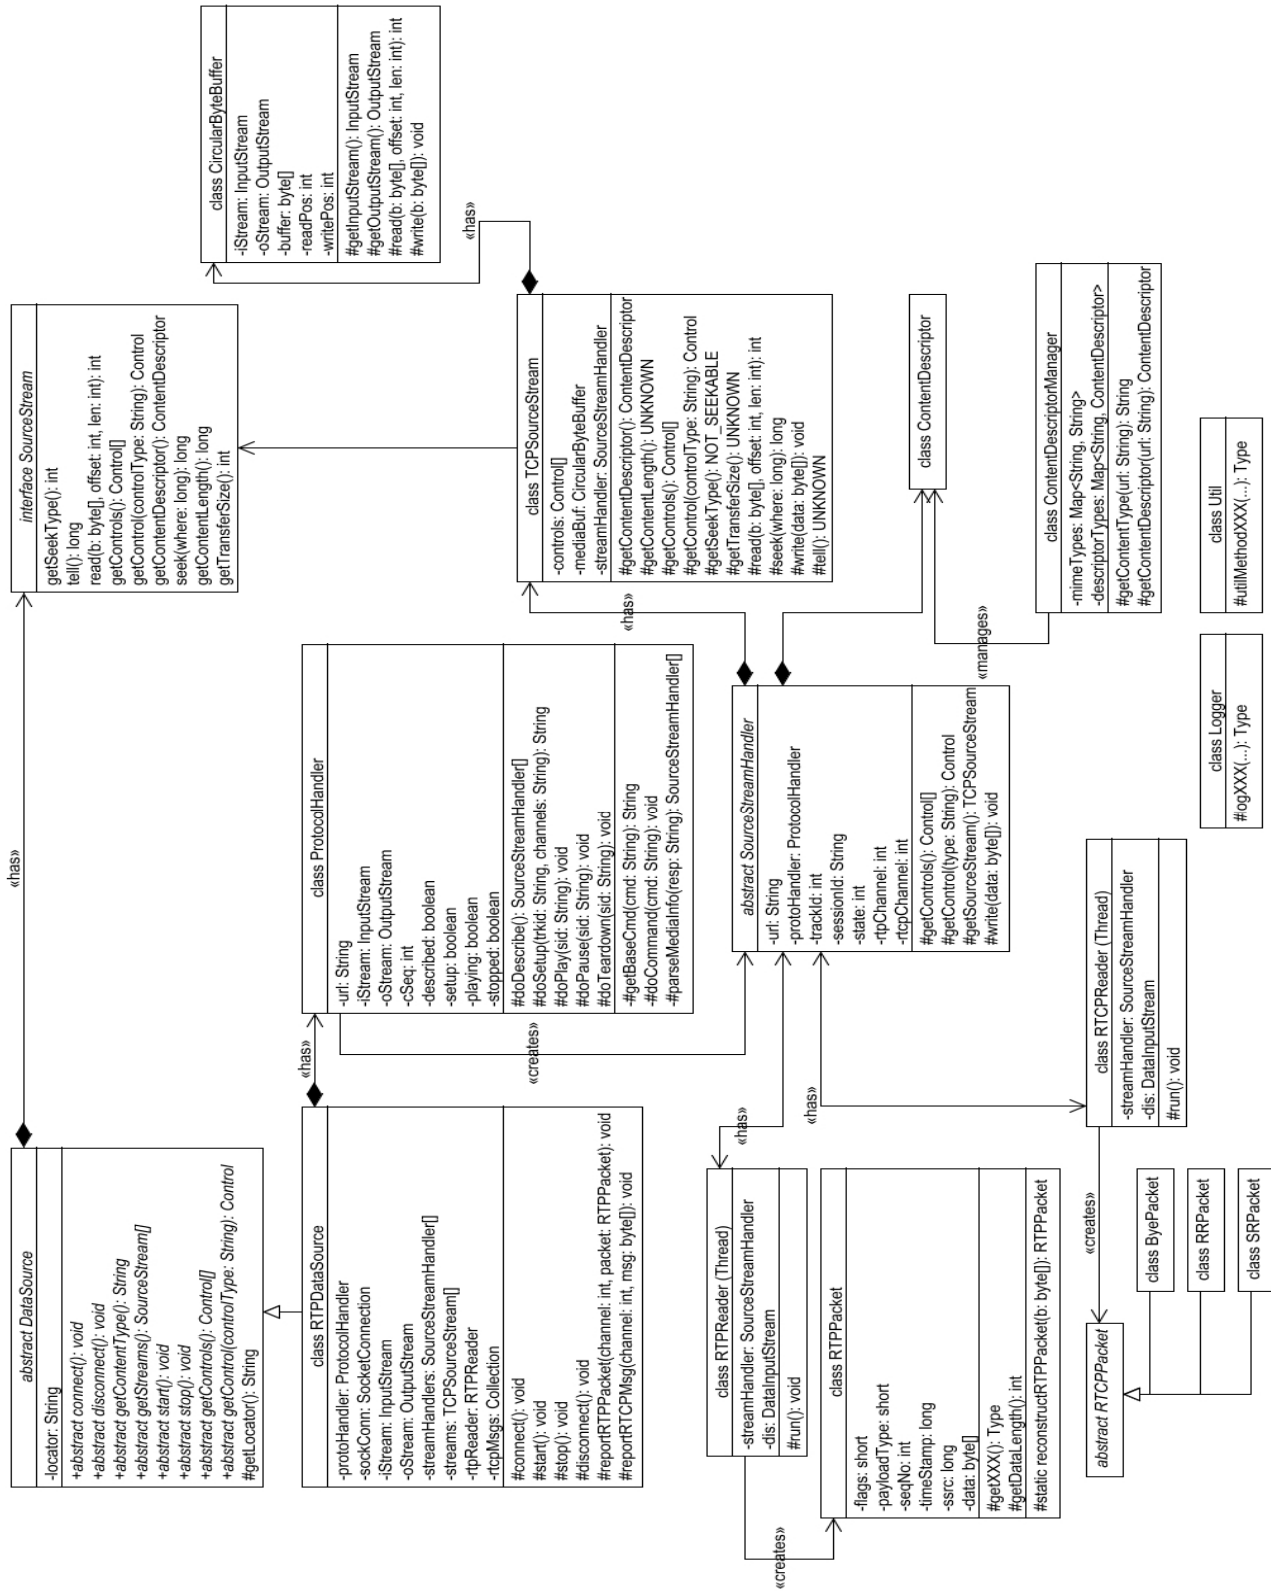 abstract DataSource
-locator: String
+abstract connect(): void
+abstract disconnect(): void
+abstract getContentType(): String
+abstract getStreams(): SourceStream[]
+abstract start(): void
+abstract stop(): void
+abstract getControls(): Control[]
+abstract getControl(controlType: String): Control
#getLocator(): String
«has»
interface SourceStream
getSeekType(): int
tell(): long
read(b: byte[], offset: int, len: int): int
getControls(): Control[]
getControl(controlType: String): Control
getContentDescriptor(): ContentDescriptor
seek(where: long): long
getContentLength(): long
getTransferSize(): int
class CircularByteBuffer
-iStream: InputStream
-oStream: OutputStream
-buffer: byte[]
-readPos: int
-writePos: int
#getInputStream(): InputStream
#getOutputStream(): OutputStream
#read(b: byte[], offset: int, len: int): int
#write(b: byte[]): void
«has»
class RTPDataSource
-protoHandler: ProtocolHandler
-sockConn: SocketConnection
-iStream: InputStream
-oStream: OutputStream
-streamHandlers: SourceStreamHandler[]
-streams: TCPSourceStream[]
-rtpReader: RTPReader
-rtcpMsgs: Collection
#connect(): void
#start(): void
#stop(): void
#disconnect(): void
#reportRTPPacket(channel: int, packet: RTPPacket): void
#reportRTCPMsg(channel: int, msg: byte[]): void
«has»
class ProtocolHandler
-url: String
-iStream: InputStream
-oStream: OutputStream
-cSeq: int
-described: boolean
-setup: boolean
-playing: boolean
-stopped: boolean
#doDescribe(): SourceStreamHandler[]
#doSetup(trkid: String, channels: String): String
#doPlay(sid: String): void
#doPause(sid: String): void
#doTeardown(sid: String): void
-#getBaseCmd(cmd: String): String
-#doCommand(cmd: String): void
-#parseMediaInfo(resp: String): SourceStreamHandler[]
«creates»
class TCPSourceStream
-controls: Control[]
-mediaBuf: CircularByteBuffer
-streamHandler: SourceStreamHandler
#getContentDescriptor(): ContentDescriptor
#getContentLength(): UNKNOWN
#getControls(): Control[]
#getControl(controlType: String): Control
#getSeekType(): NOT_SEEKABLE
#getTransferSize(): UNKNOWN
#read(b: byte[], offset: int, len: int): int
#seek(where: long): long
#write(data: byte[]): void
#tell(): UNKNOWN
«has»
class RTPReader (Thread)
-streamHandler: SourceStreamHandler
-dis: DataInputStream
#run(): void
«has»
«has»
abstract SourceStreamHandler
-url: String
-protoHandler: ProtocolHandler
-trackId: int
-sessionId: String
-state: int
-rtpChannel: int
-rtcpChannel: int
#getControls(): Control[]
#getControl(type: String): Control
#getSourceStream(): TCPSourceStream
#write(data: byte[]): void
class ContentDescriptor
«manages»
class ContentDescriptorManager
-mimeTypes: Map<String, String>
-descriptorTypes: Map<String, ContentDescriptor>
#getContentType(url: String): String
#getContentDescriptor(url: String): ContentDescriptor
«creates»
class RTPPacket
-flags: short
-payloadType: short
-seqNo: int
-timeStamp: long
-ssrc: long
-data: byte[]
#getXXX(): Type
#getDataLength(): int
#static reconstructRTPPacket(b: byte[]): RTPPacket
class RTCPReader (Thread)
-streamHandler: SourceStreamHandler
-dis: DataInputStream
#run(): void
«creates»
abstract RTCPPacket
class ByePacket
class RRPacket
class SRPacket
class Logger
#logXXX(...): Type
class Util
#utilMethodXXX(...): Type